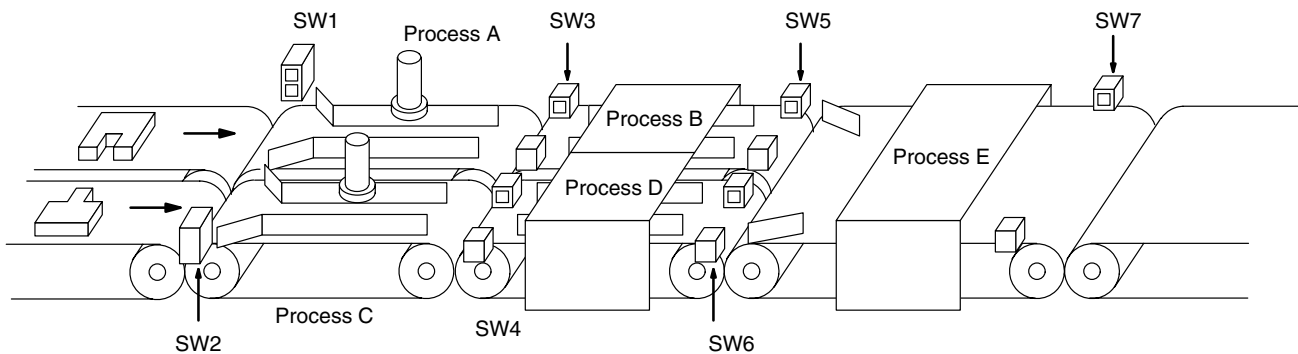 SW1
Process A
SW3
SW5
SW7
Process B
Process E
Process D
Process C
SW4
SW2
SW6